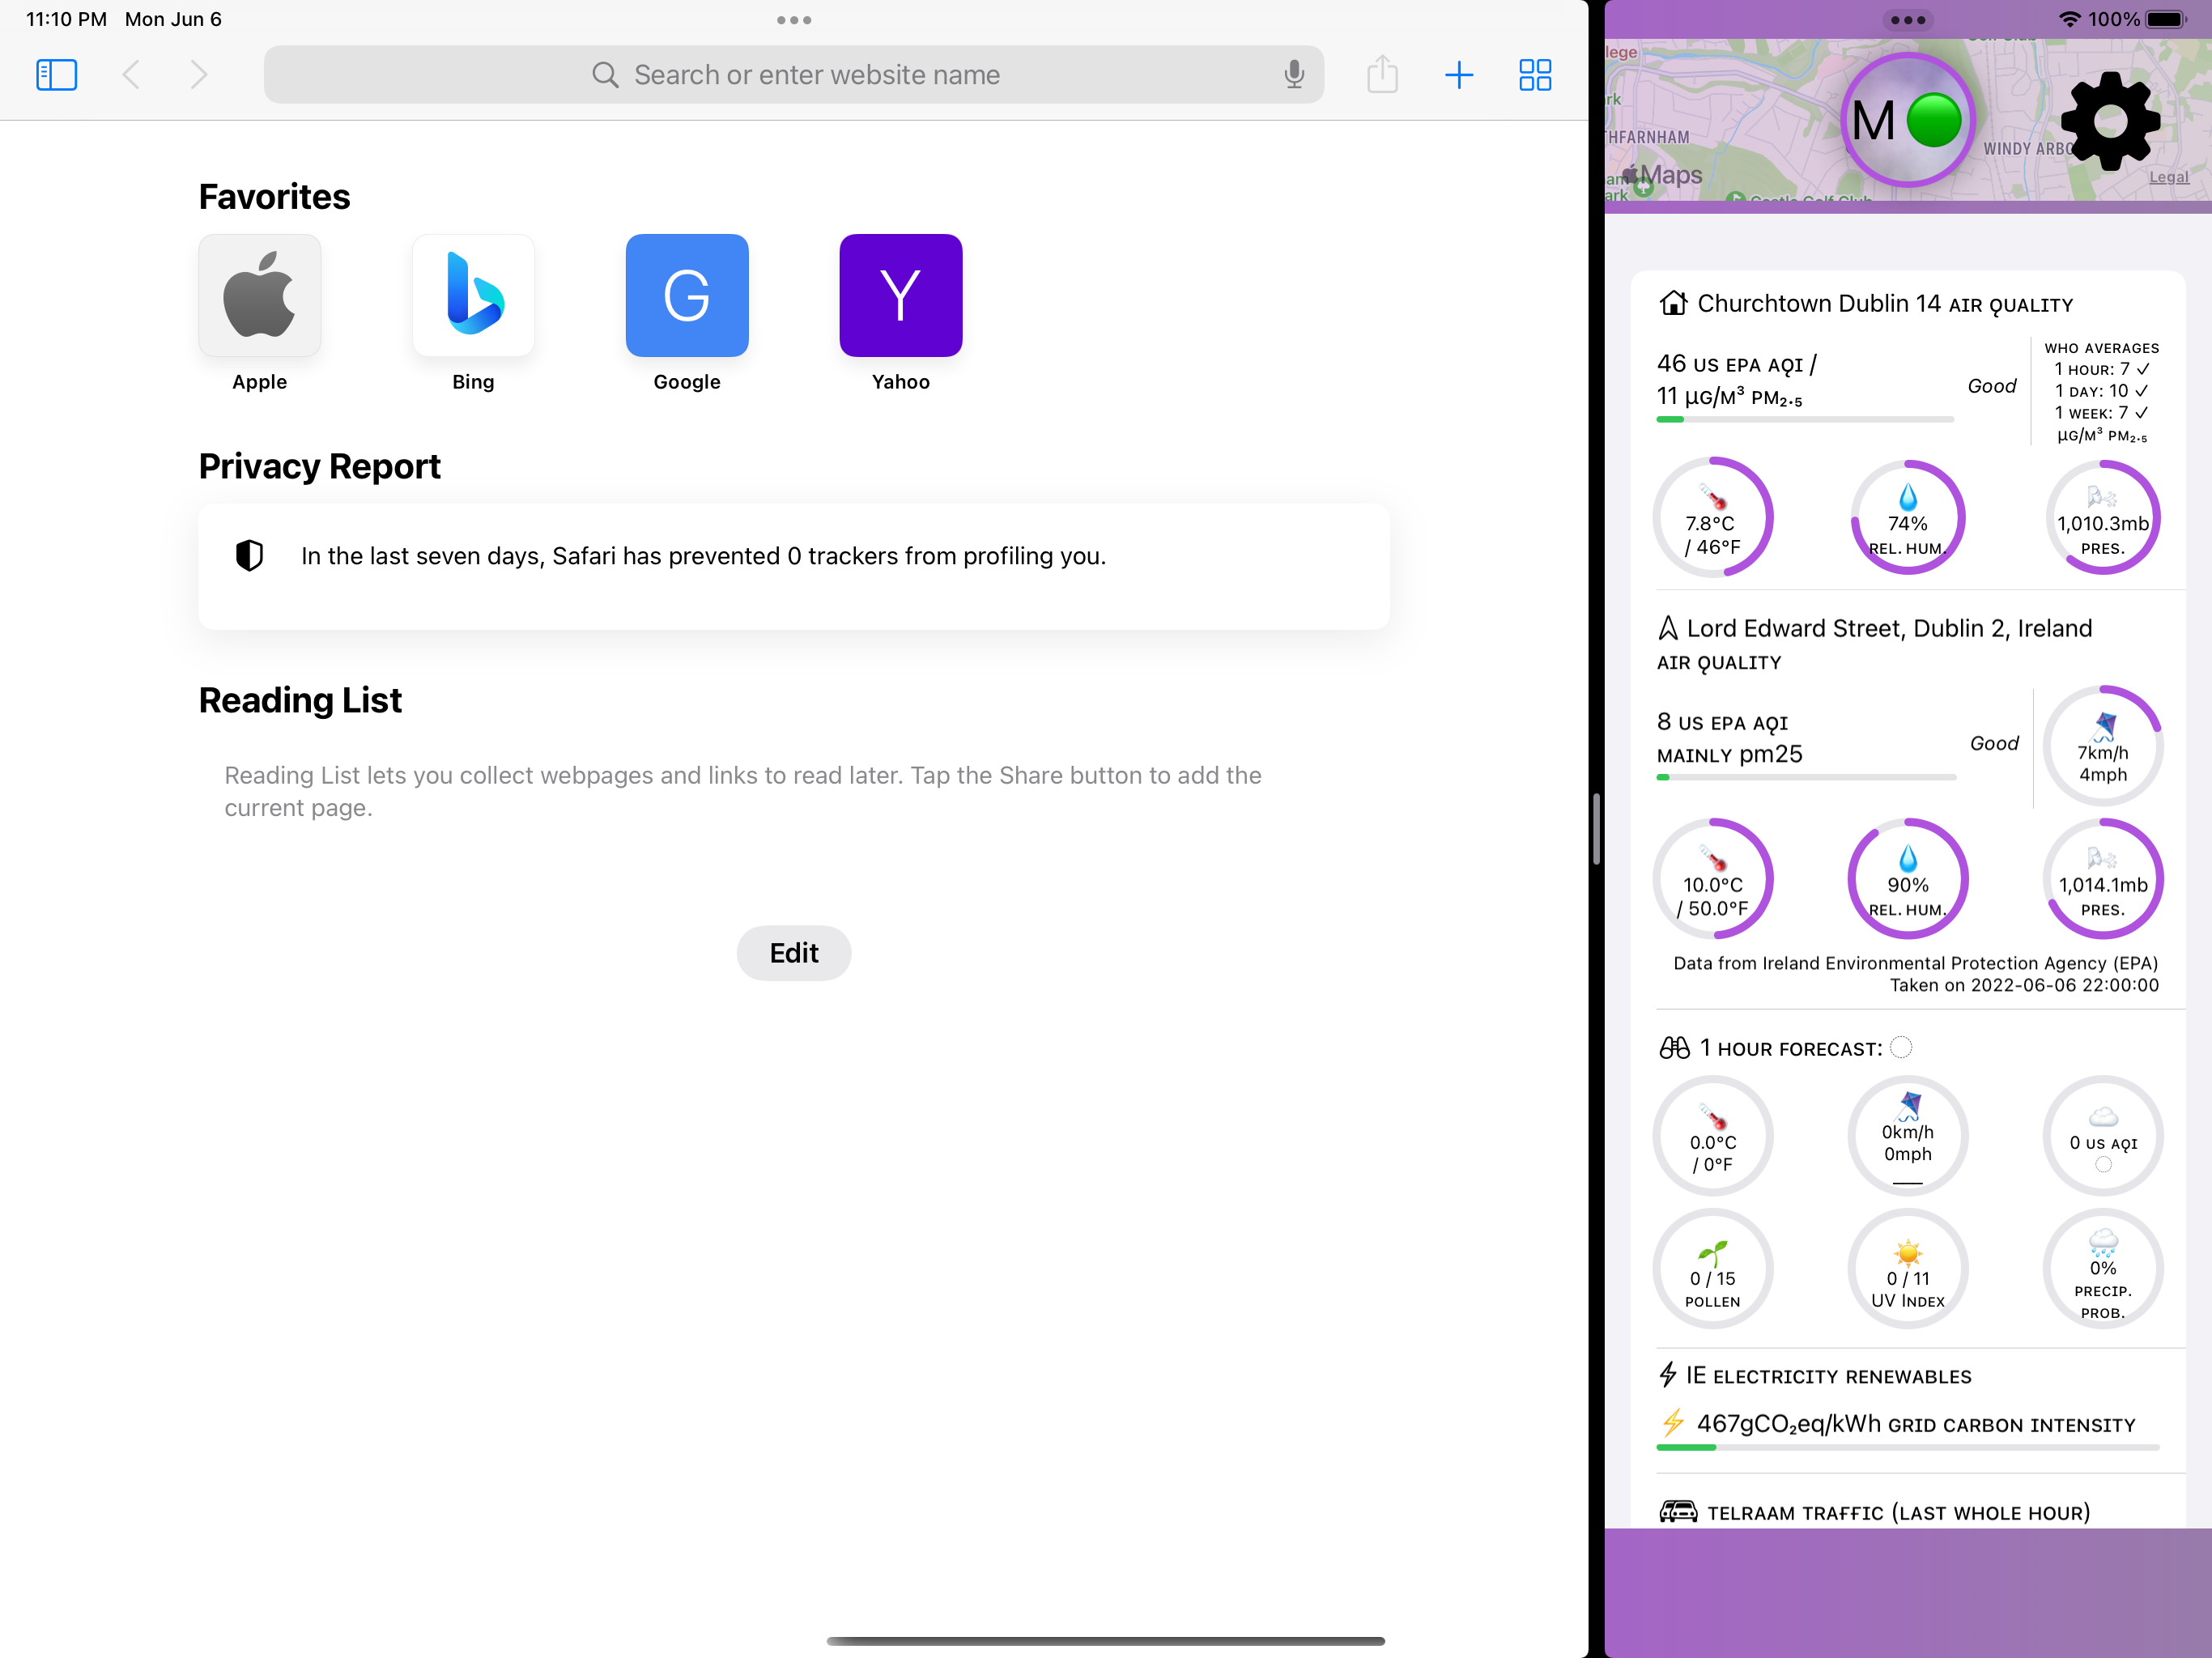 11:10 PM Mon Jun 6
Search or enter website name
Favorites
G
Y
Apple
Bing
Google
Yahoo
Privacy Report
In the last seven days, Safari has prevented 0 trackers from profiling you.
Reading List
Reading List lets you collect webpages and links to read later. Tap the Share button to add the
current page.
Edit
100%
lege
rk
THFARNHAM
M
WINDY ARBO
Maps
Legal
ark
Castle Golf Club
Churchtown Dublin 14 AIR QUALITY
46 US EPA AQI /
11 µG/M³ PM₂.₅
Good
WHO AVERAGES
1 HOUR: 7 ✓
1 DAY: 10 ✓
1 WEEK: 7 ✓
µG/M³ PM₂.₅
7.8°C
/ 46°F
74%
REL. HUM.
1,010.3mb
PRES.
Lord Edward Street, Dublin 2, Ireland
AIR QUALITY
8 US EPA AQI
MAINLY pm25
Good
7km/h
4mph
10.0°C
/ 50.0°F
90%
REL. HUM.
1,014.1mb
PRES.
Data from Ireland Environmental Protection Agency (EPA)
Taken on 2022-06-06 22:00:00
1 HOUR FORECAST:
0.0°C
/ 0°F
0km/h
0mph
0 US AQI
0 / 15
POLLEN
0 / 11
UV INDEX
0%
PRECIP.
PROB.
IE ELECTRICITY RENEWABLES
467gCO₂eq/kWh GRID CARBON INTENSITY
TELRAAM TRAFFIC (LAST WHOLE HOUR)